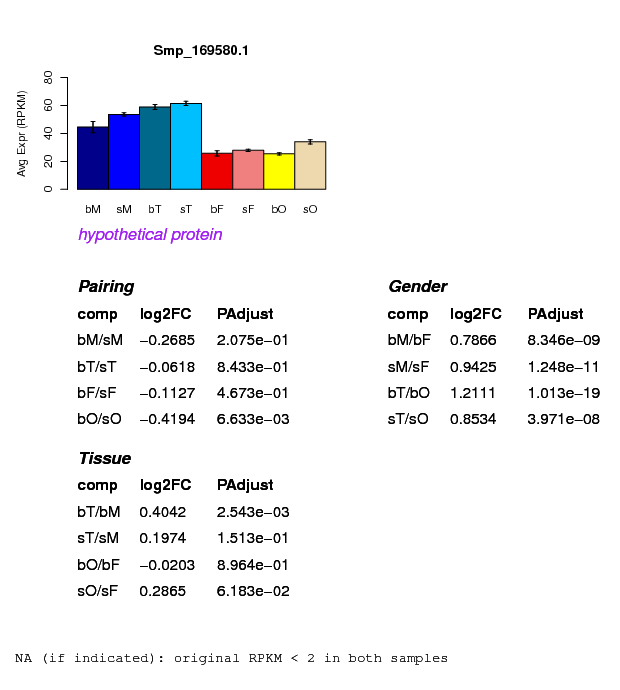 Smp_169580.1
Avg Expr (RPKM)
0 20 40 60 80
bM sM bT sT bF sF bO sO
hypothetical protein
Pairing
comp log2FC PAdjust
bM/sM −0.2685 2.075e−01
bT/sT −0.0618 8.433e−01
bF/sF −0.1127 4.673e−01
bO/sO −0.4194 6.633e−03
Gender
comp log2FC PAdjust
bM/bF 0.7866 8.346e−09
sM/sF 0.9425 1.248e−11
bT/bO 1.2111 1.013e−19
sT/sO 0.8534 3.971e−08
Tissue
comp log2FC PAdjust
bT/bM 0.4042 2.543e−03
sT/sM 0.1974 1.513e−01
bO/bF −0.0203 8.964e−01
sO/sF 0.2865 6.183e−02
NA (if indicated): original RPKM < 2 in both samples